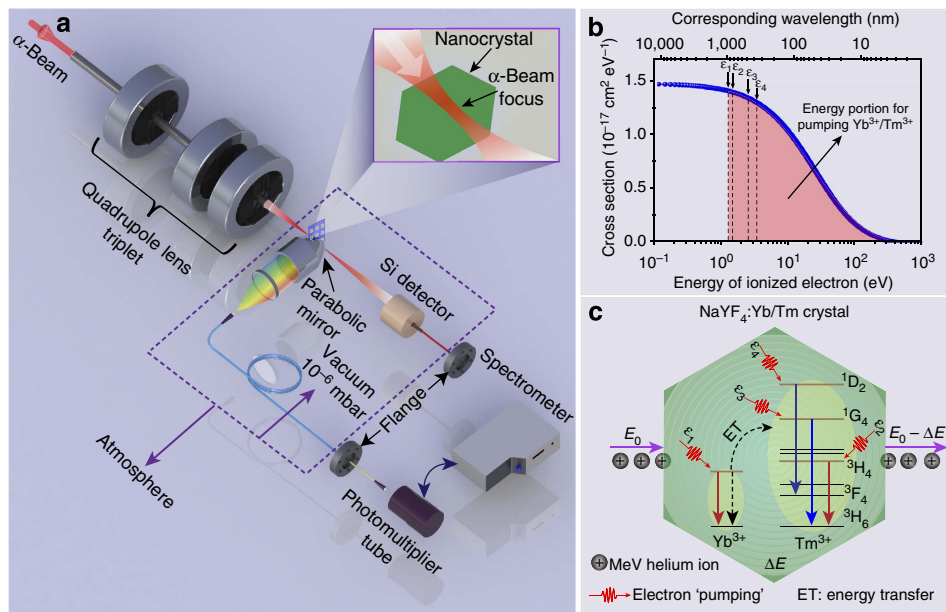 a
α-Beam
Nanocrystal
α-Beam
focus
Quadrupole lens
triplet
Parabolic
mirror
Si detector
Vacuum
10⁻⁶ mbar
Flange
Spectrometer
Atmosphere
Photomultiplier
tube
b
Corresponding wavelength (nm)
10,000 1,000 100 10
ε₁ ε₂ ε₃ ε₄
Energy portion for
pumping Yb³⁺/Tm³⁺
Cross section (10⁻¹⁷ cm² eV⁻¹)
1.5
1.0
0.5
0.0
10⁻¹ 10⁰ 10¹ 10² 10³
Energy of ionized electron (eV)
c
NaYF₄:Yb/Tm crystal
ε₄
¹D₂
ε₃
¹G₄
E₀
ε₁
ET
ε₂
E₀ − ΔE
³H₄
³F₄
³H₆
Yb³⁺
Tm³⁺
ΔE
MeV helium ion
Electron ‘pumping’
ET: energy transfer